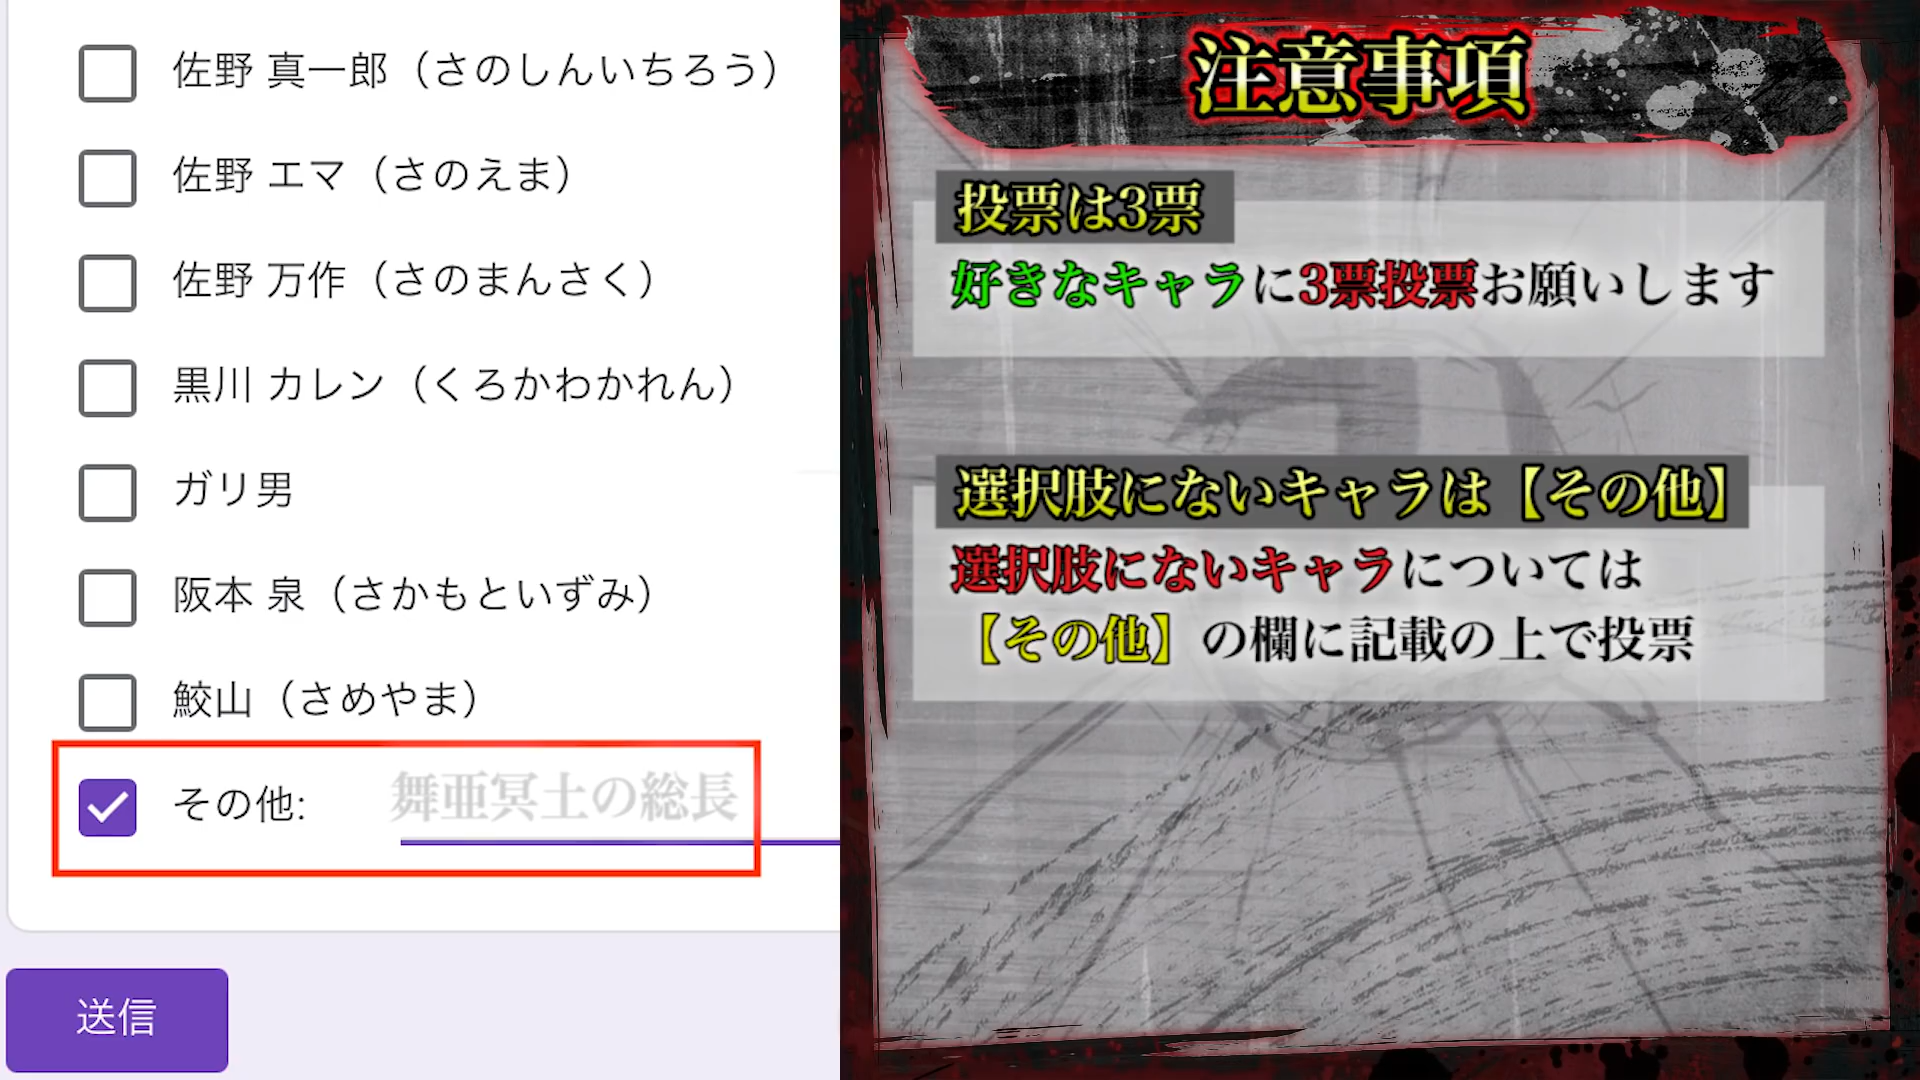 佐野 真一郎（さのしんいちろう）
佐野 エマ（さのえま）
佐野 万作（さのまんさく）
黒川 カレン（くろかわかれん）
ガリ男
阪本 泉（さかもといずみ）
鮫山（さめやま）
その他: 舞亜冥土の総長
送信
注意事項
投票は3票
好きなキャラに3票投票お願いします
選択肢にないキャラは【その他】
選択肢にないキャラについては
【その他】の欄に記載の上で投票